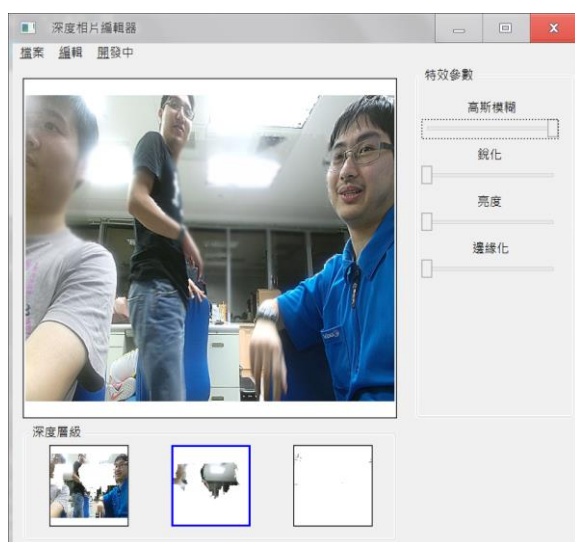 深度相片編輯器
檔案 編輯 開發中
特效參數
高斯模糊
銳化
亮度
邊緣化
深度層級